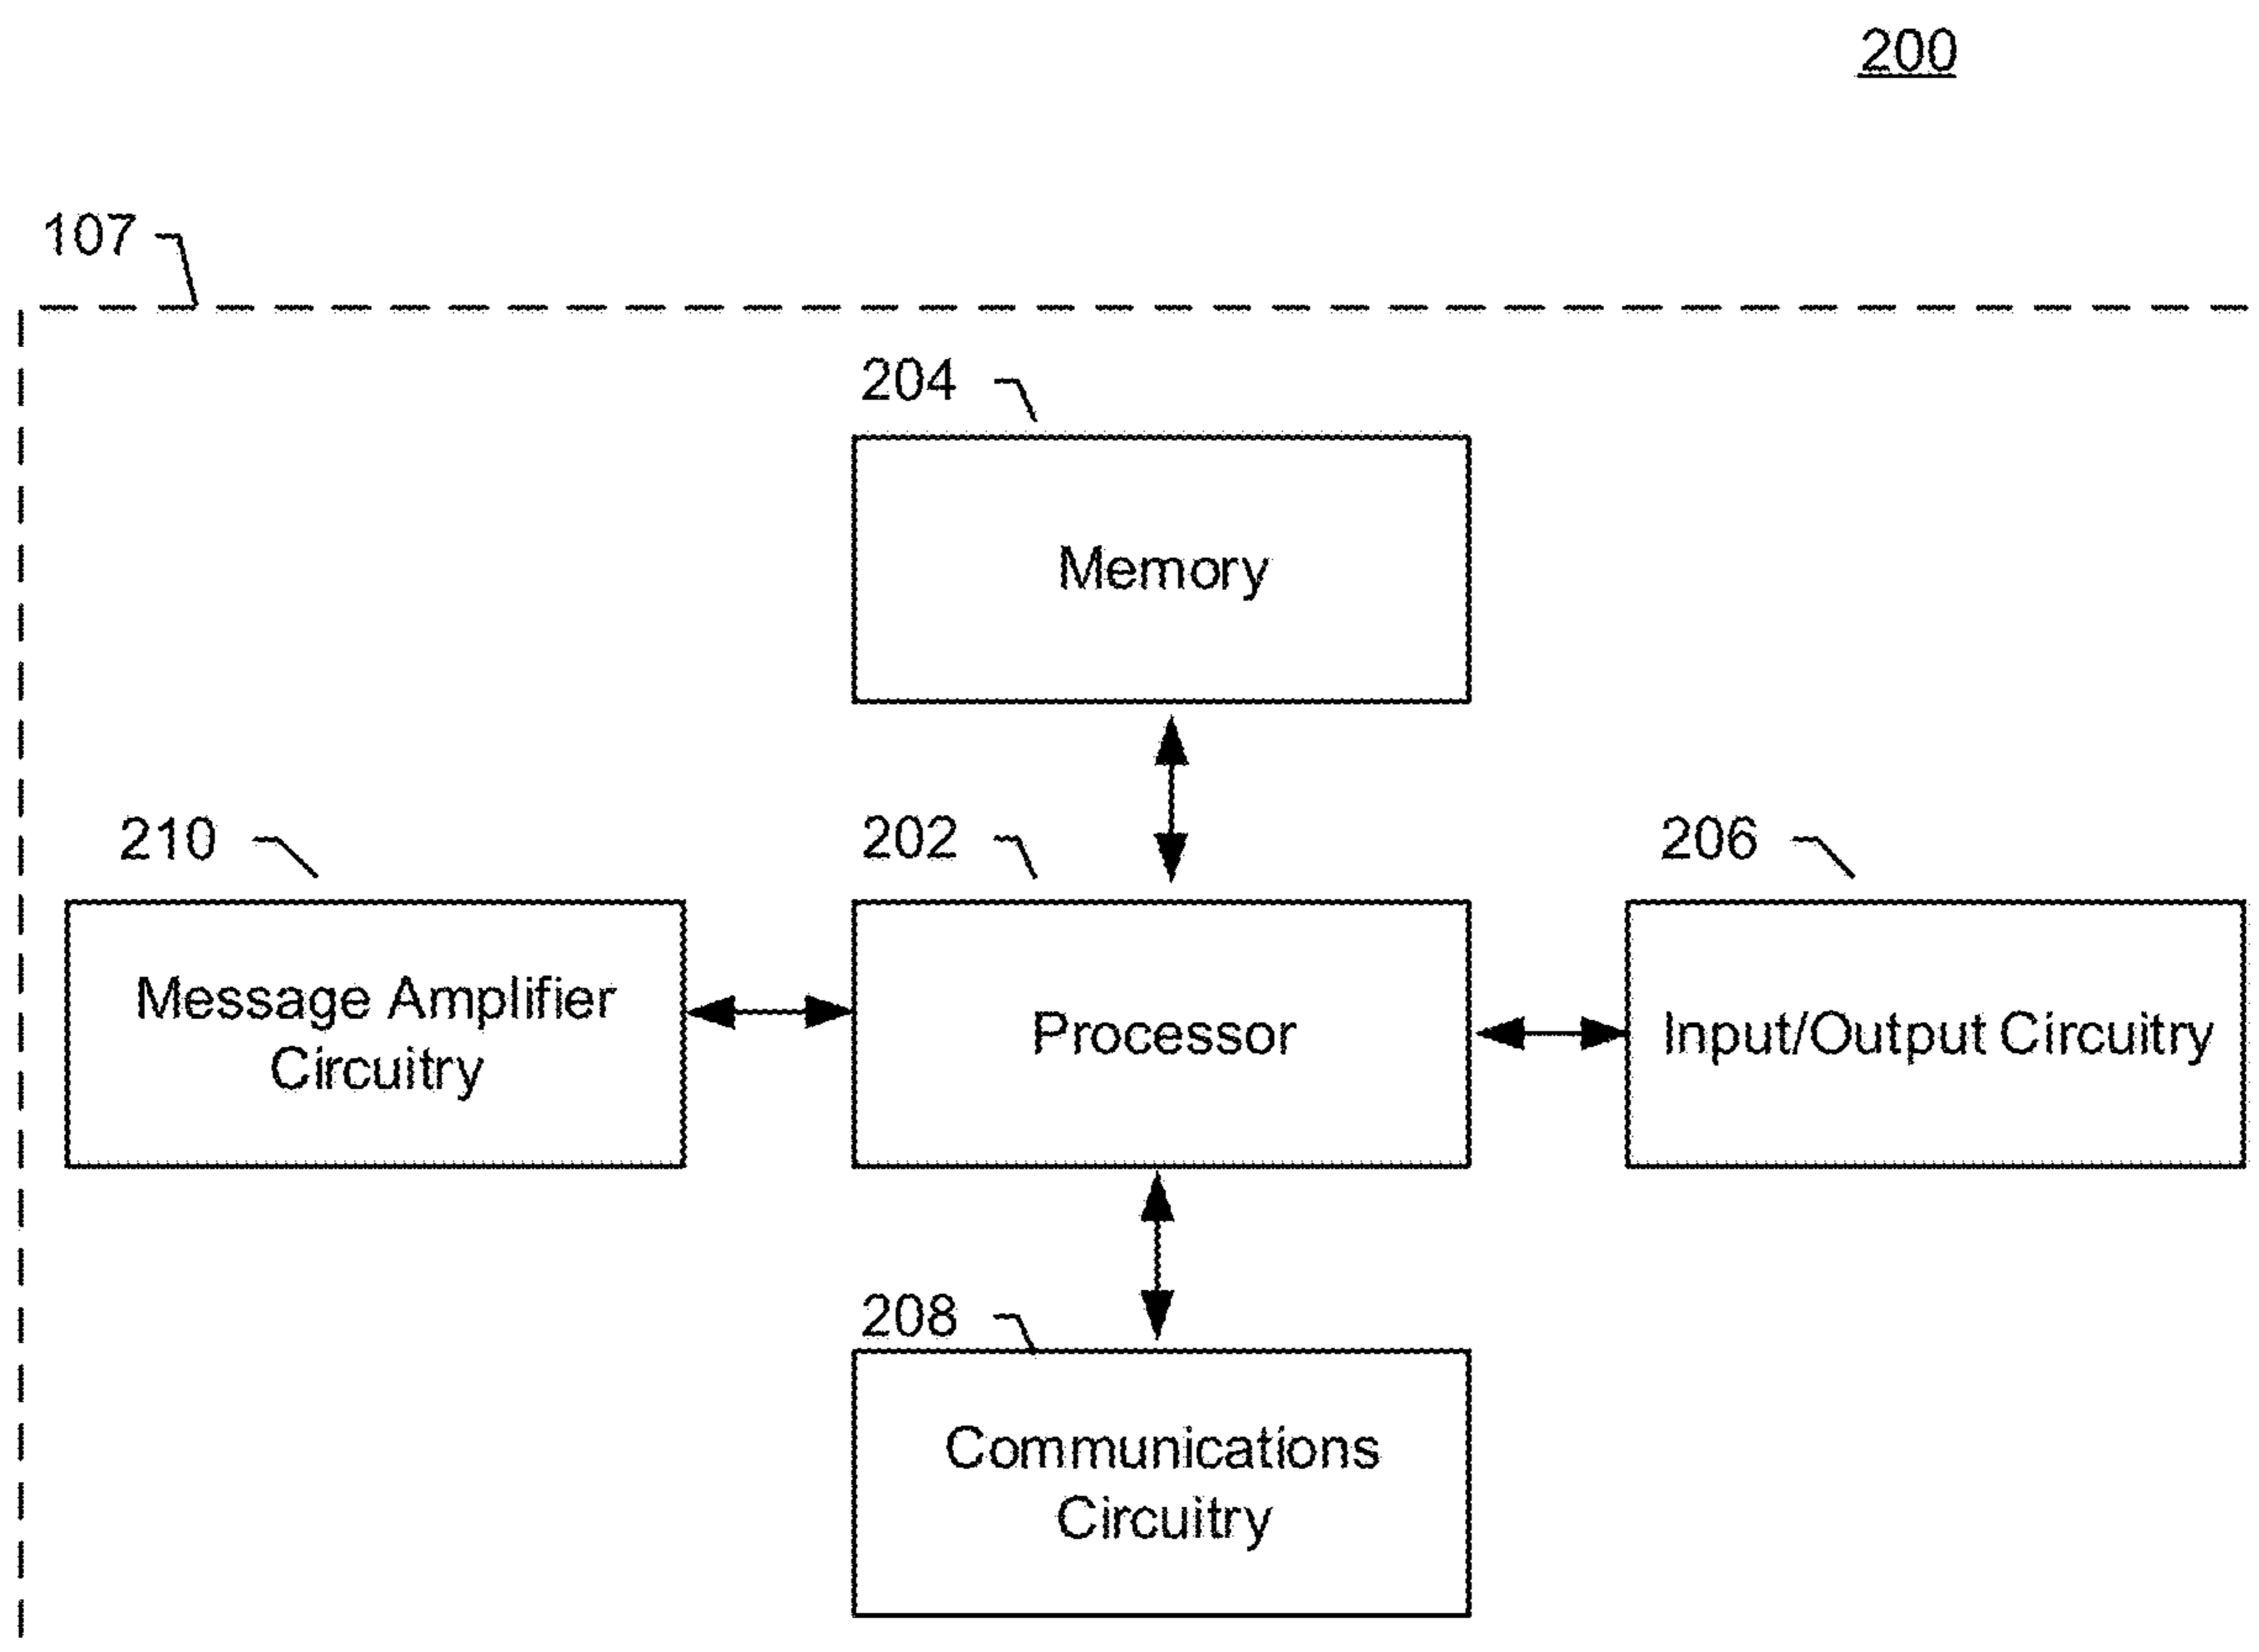 200
107
204
Memory
210
202
206
Message Amplifier
Circuitry
Processor
Input/Output Circuitry
208
Communications
Circuitry